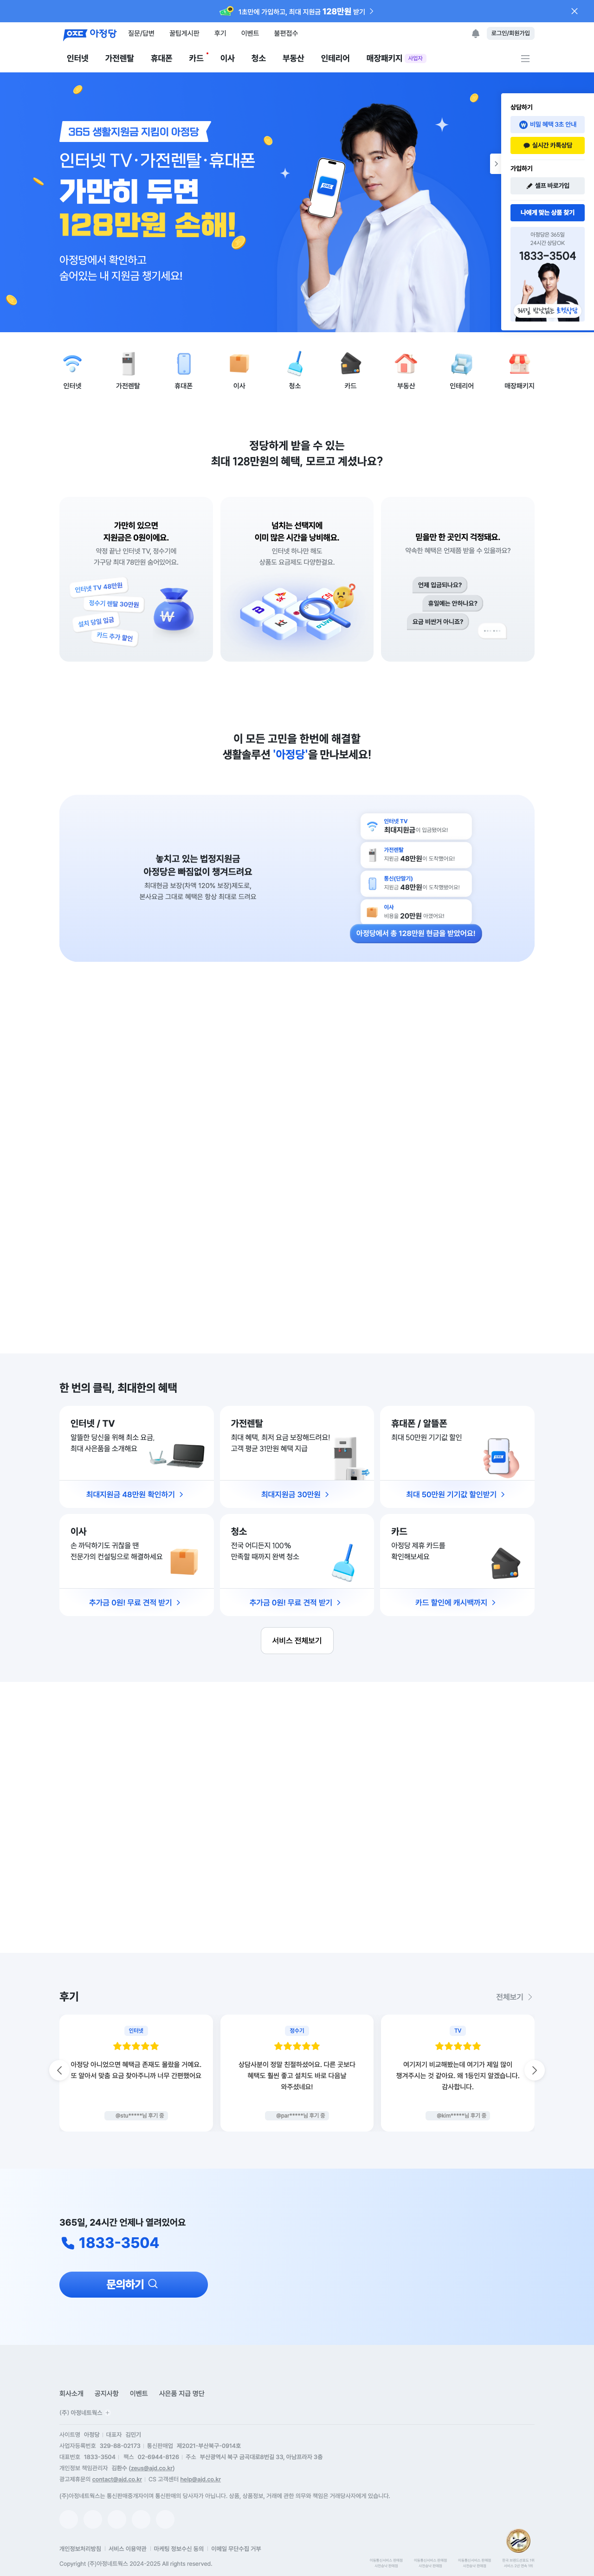 1초만에 가입하고, 최대 지원금 128만원 받기
아정당
질문/답변
꿀팁게시판
후기
이벤트
불편접수
로그인/회원가입
인터넷
가전렌탈
휴대폰
카드
이사
청소
부동산
인테리어
매장패키지
사업자
365 생활지원금 지킴이 아정당
인터넷 TV·가전렌탈·휴대폰
가만히 두면
128만원 손해!
아정당에서 확인하고
숨어있는 내 지원금 챙기세요!
상담하기
비밀 혜택 3초 안내
실시간 카톡상담
가입하기
셀프 바로가입
나에게 맞는 상품 찾기
아정당은 365일
24시간 상담OK
1833-3504
인터넷
가전렌탈
휴대폰
이사
청소
카드
부동산
인테리어
매장패키지
정당하게 받을 수 있는
최대 128만원의 혜택, 모르고 계셨나요?
가만히 있으면
지원금은 0원이에요.
약정 끝난 인터넷 TV, 정수기에
가구당 최대 78만원 숨어있어요.
인터넷 TV 48만원
정수기 렌탈 30만원
설치 당일 입금
카드 추가 할인
넘치는 선택지에
이미 많은 시간을 낭비해요.
인터넷 하나만 해도
상품도 요금제도 다양한걸요.
믿을만 한 곳인지 걱정돼요.
약속한 혜택은 언제쯤 받을 수 있을까요?
언제 입금되나요?
휴일에는 안하나요?
요금 비싼거 아니죠?
이 모든 고민을 한번에 해결할
생활솔루션 '아정당'을 만나보세요!
놓치고 있는 법정지원금
아정당은 빠짐없이 챙겨드려요
최대현금 보장(차액 120% 보장)제도로,
본사요금 그대로 혜택은 항상 최대로 드려요
인터넷 TV
최대지원금이 입금됐어요!
가전렌탈
지원금 48만원이 도착했어요!
통신(단말기)
지원금 48만원이 도착했됐어요!
이사
비용을 20만원 아꼈어요!
아정당에서 총 128만원 현금을 받았어요!
한 번의 클릭, 최대한의 혜택
인터넷 / TV
알뜰한 당신을 위해 최소 요금,
최대 사은품을 소개해요
최대지원금 48만원 확인하기
가전렌탈
최대 혜택, 최저 요금 보장해드려요!
고객 평균 31만원 혜택 지급
최대지원금 30만원
휴대폰 / 알뜰폰
최대 50만원 기기값 할인
최대 50만원 기기값 할인받기
이사
손 까닥하기도 귀찮을 땐
전문가의 컨설팅으로 해결하세요
추가금 0원! 무료 견적 받기
청소
전국 어디든지 100%
만족할 때까지 완벽 청소
추가금 0원! 무료 견적 받기
카드
아정당 제휴 카드를
확인해보세요
카드 할인에 캐시백까지
서비스 전체보기
후기
전체보기
인터넷
아정당 아니었으면 혜택금 존재도 몰랐을 거예요.
또 알아서 맞춤 요금 찾아주니까 너무 간편했어요
@stu*****님 후기 중
정수기
상담사분이 정말 친절하셨어요. 다른 곳보다
혜택도 훨씬 좋고 설치도 바로 다음날
와주셨네요!
@par*****님 후기 중
TV
여기저기 비교해봤는데 여기가 제일 많이
챙겨주시는 것 같아요. 왜 1등인지 알겠습니다.
감사합니다.
@kim*****님 후기 중
365일, 24시간 언제나 열려있어요
1833-3504
문의하기
회사소개
공지사항
이벤트
사은품 지급 명단
(주) 아정네트웍스
사이트명 아정당 | 대표자 김민기
사업자등록번호 329-88-02173 | 통신판매업 제2021-부산북구-0914호
대표번호 1833-3504 | 팩스 02-6944-8128 | 주소 부산광역시 북구 금곡대로8번길 33, 아남프라자 3층
개인정보 책임관리자 김환수 (zeus@ajd.co.kr)
광고제휴문의 contact@ajd.co.kr | CS 고객센터 help@ajd.co.kr
(주)아정네트웍스는 통신판매중개자이며 통신판매의 당사자가 아닙니다. 상품, 상품정보, 거래에 관한 의무와 책임은 거래당사자에게 있습니다.
개인정보처리방침 | 서비스 이용약관 | 마케팅 정보수신 동의 | 이메일 무단수집 거부
Copyright (주)아정네트웍스 2024-2025 All rights reserved.